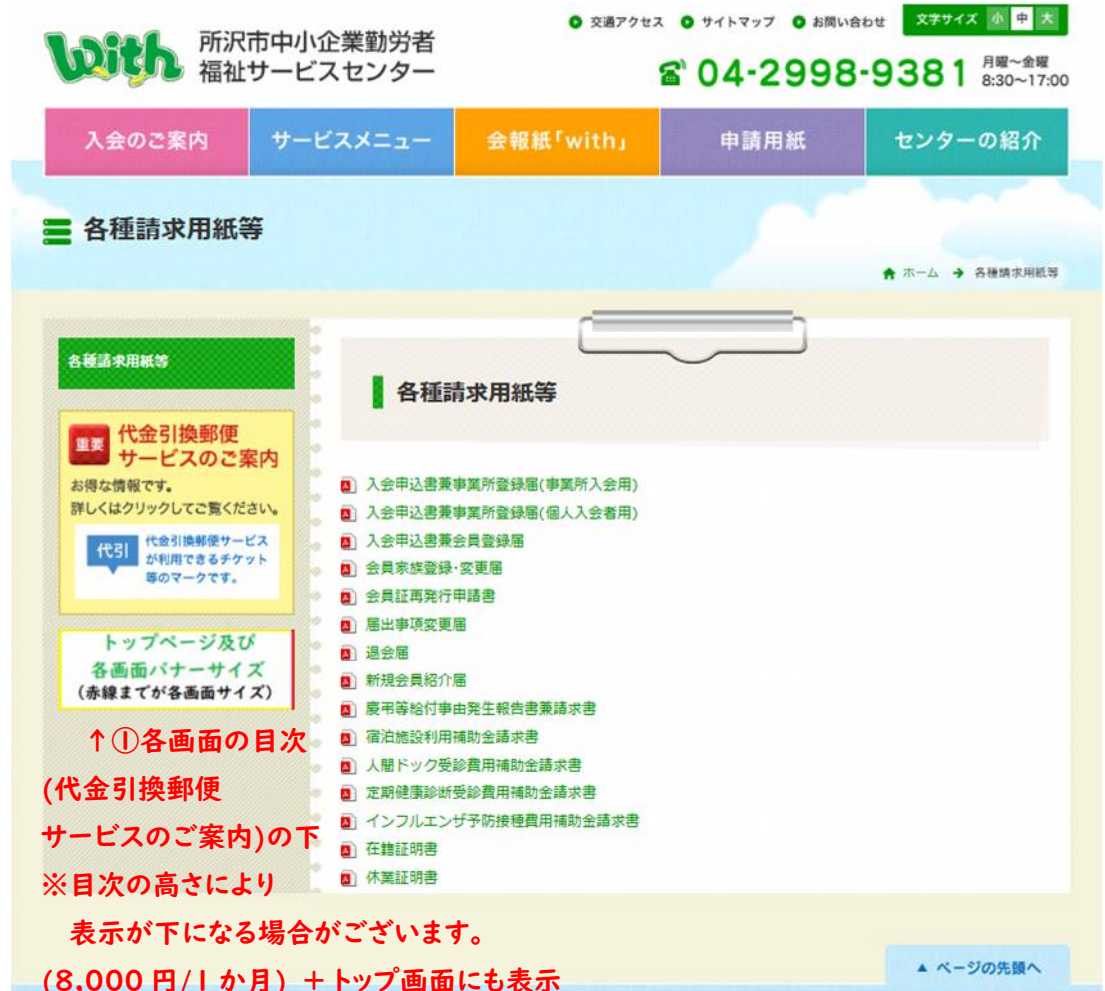 交通アクセス サイトマップ お問い合わせ 文字サイズ 小 中 大
with 所沢市中小企業勤労者
福祉サービスセンター
04-2998-9381 月曜～金曜
8:30～17:00
入会のご案内 サービスメニュー 会報紙「with」 申請用紙 センターの紹介
各種請求用紙等
ホーム 各種請求用紙等
各種請求用紙等
重要 代金引換郵便
サービスのご案内
お得な情報です。
詳しくはクリックしてご覧ください。
代引 代金引換郵便サービス
が利用できるチケット
等のマークです。
トップページ及び
各画面バナーサイズ
(赤線までが各画面サイズ)
↑①各画面の目次
(代金引換郵便
サービスのご案内)の下
※目次の高さにより
表示が下になる場合がございます。
(8,000円/1か月) +トップ画面にも表示
各種請求用紙等
入会申込書兼事業所登録届(事業所入会用)
入会申込書兼事業所登録届(個人入会者用)
入会申込書兼会員登録届
会員家族登録・変更届
会員証再発行申請書
届出事項変更届
退会届
新規会員紹介届
慶弔等給付事由発生報告書兼請求書
宿泊施設利用補助金請求書
人間ドック受診費用補助金請求書
定期健康診断受診費用補助金請求書
インフルエンザ予防接種費用補助金請求書
在籍証明書
休業証明書
▲ ページの先頭へ